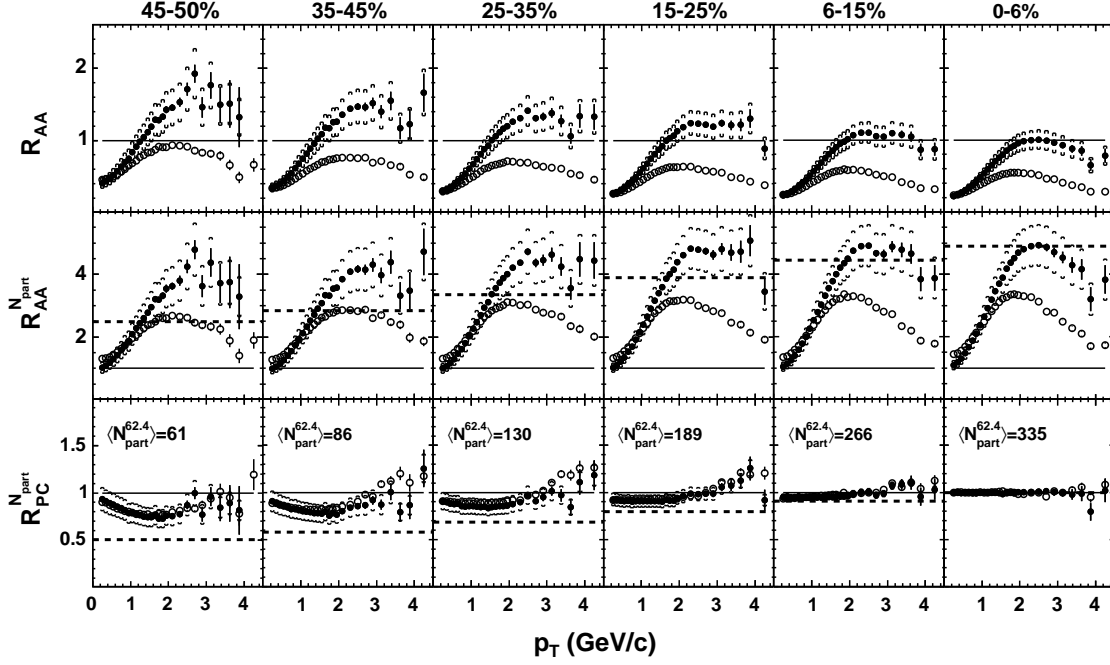 45-50% 35-45% 25-35% 15-25% 6-15% 0-6%
R_AA
2
1
R_AA^N_part
4
2
R_PC^N_part
1.5
1
0.5
⟨N_part^62.4⟩=61 ⟨N_part^62.4⟩=86 ⟨N_part^62.4⟩=130 ⟨N_part^62.4⟩=189 ⟨N_part^62.4⟩=266 ⟨N_part^62.4⟩=335
0 1 2 3 4 1 2 3 4 1 2 3 4 1 2 3 4 1 2 3 4 1 2 3 4
p_T (GeV/c)